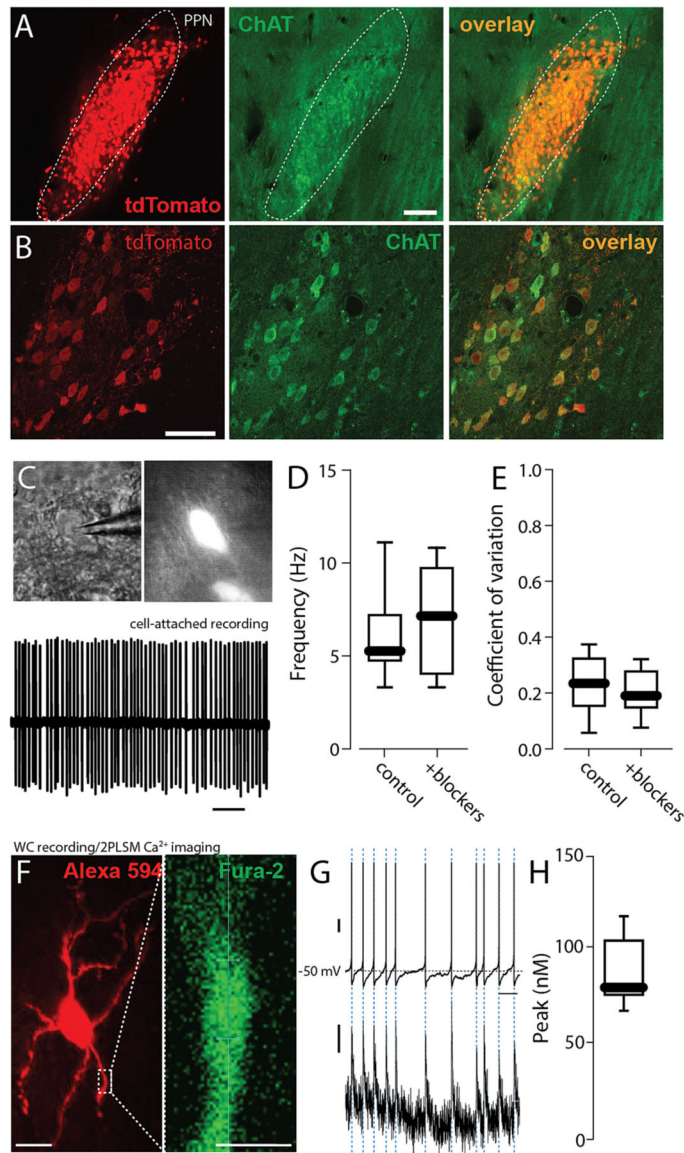 A
PPN
tdTomato
ChAT
overlay
B
tdTomato
ChAT
overlay
C
cell-attached recording
D
Frequency (Hz)
15
10
5
0
control
+blockers
E
Coefficient of variation
1.0
0.8
0.6
0.4
0.2
0.0
control
+blockers
WC recording/2PLSM Ca²⁺ imaging
F
Alexa 594
Fura-2
G
-50 mV
H
Peak (nM)
150
100
50
0